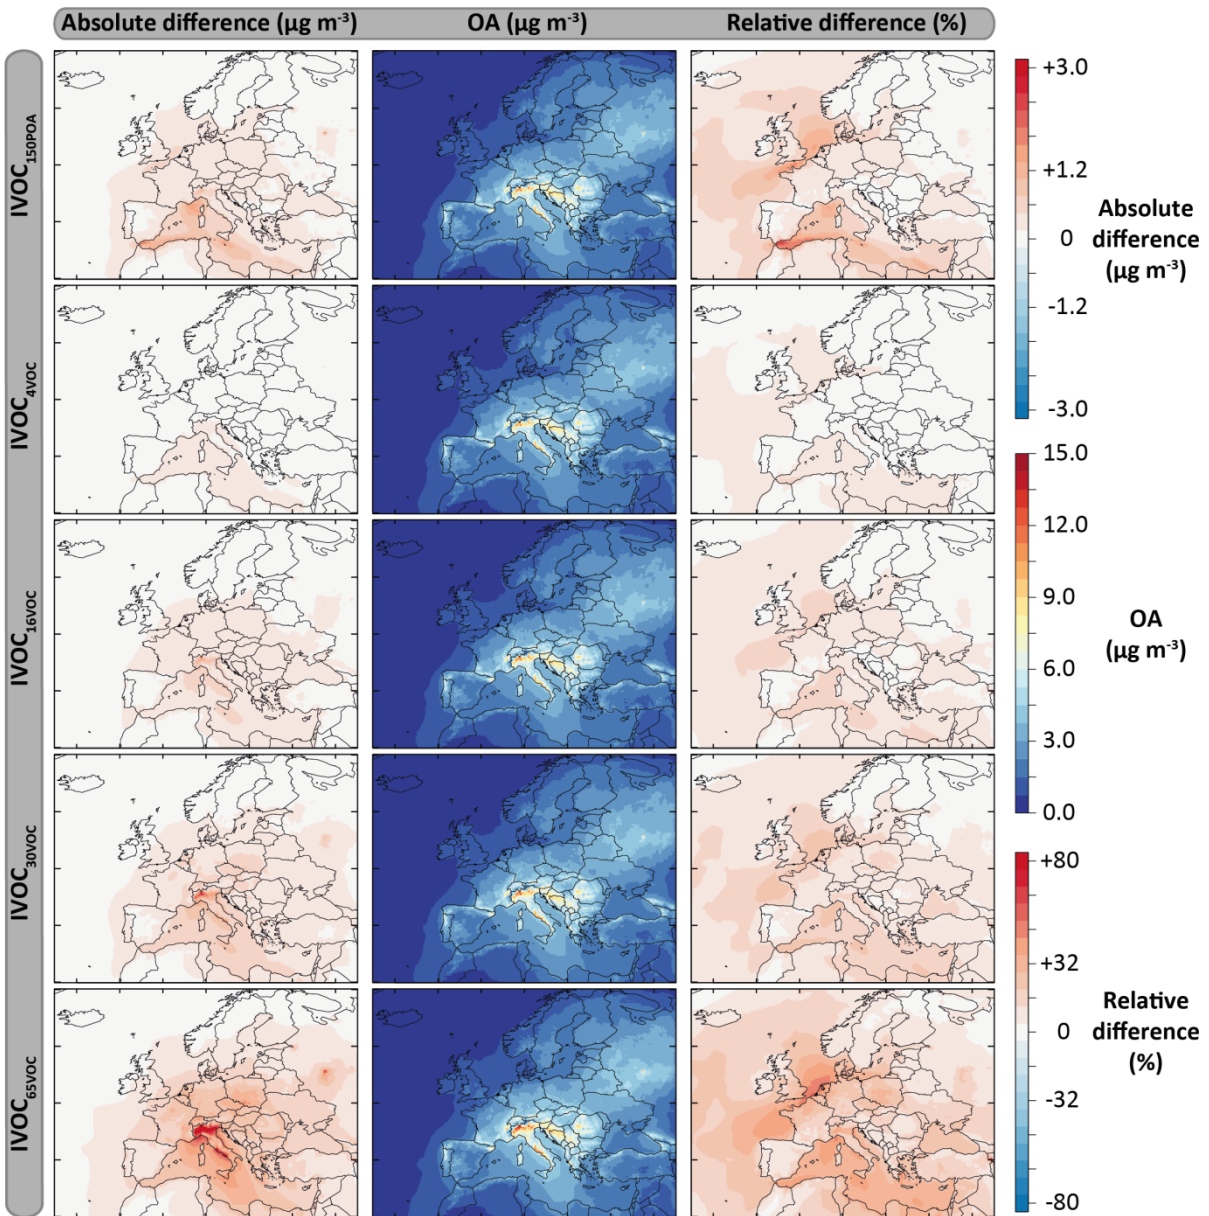 Absolute difference (µg m⁻³)
OA (µg m⁻³)
Relative difference (%)
IVOC150POA
IVOC4VOC
IVOC16VOC
IVOC30VOC
IVOC65VOC
+3.0
+1.2
0
-1.2
-3.0
Absolute
difference
(µg m⁻³)
15.0
12.0
9.0
6.0
3.0
0.0
OA
(µg m⁻³)
+80
+32
0
-32
-80
Relative
difference
(%)